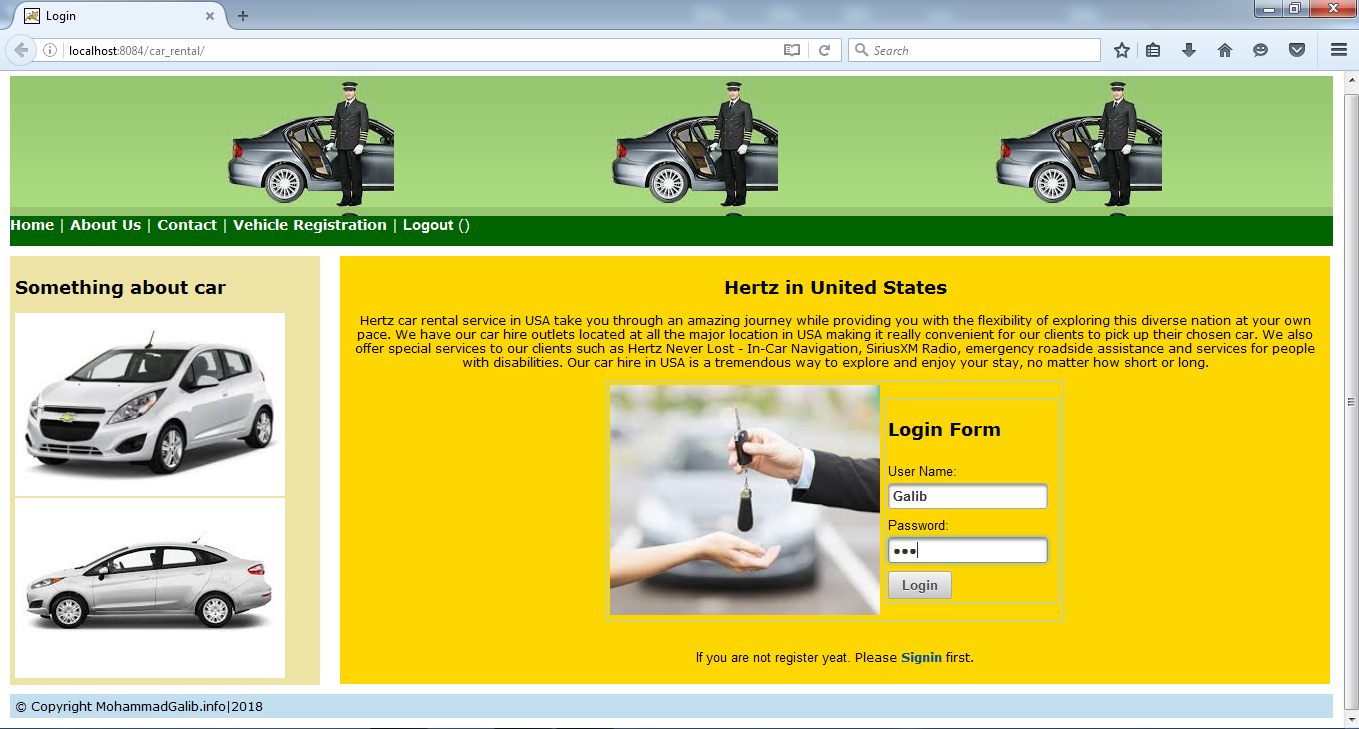 Login
localhost:8084/car_rental/
Search
Home | About Us | Contact | Vehicle Registration | Logout ()
Something about car
Hertz in United States
Hertz car rental service in USA take you through an amazing journey while providing you with the flexibility of exploring this diverse nation at your own
pace. We have our car hire outlets located at all the major location in USA making it really convenient for our clients to pick up their chosen car. We also
offer special services to our clients such as Hertz Never Lost - In-Car Navigation, SiriusXM Radio, emergency roadside assistance and services for people
with disabilities. Our car hire in USA is a tremendous way to explore and enjoy your stay, no matter how short or long.
Login Form
User Name:
Galib
Password:
●●●
Login
If you are not register yeat. Please Signin first.
© Copyright MohammadGalib.info|2018